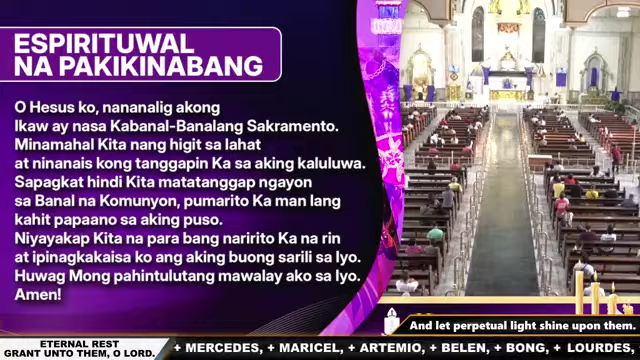 ESPIRITUWAL
NA PAKIKINABANG
O Hesus ko, nananalig akong
Ikaw ay nasa Kabanal-Banalang Sakramento.
Minamahal Kita nang higit sa lahat
at ninanais kong tanggapin Ka sa aking kaluluwa.
Sapagkat hindi Kita matatanggap ngayon
sa Banal na Komunyon, pumarito Ka man lang
kahit papaano sa aking puso.
Niyayakap Kita na para bang naririto Ka na rin
at ipinagkakaisa ko ang aking buong sarili sa Iyo.
Huwag Mong pahintulutang mawalay ako sa Iyo.
Amen!
And let perpetual light shine upon them.
ETERNAL REST
GRANT UNTO THEM, O LORD.
+ MERCEDES, + MARICEL, + ARTEMIO, + BELEN, + BONG, + LOURDES,